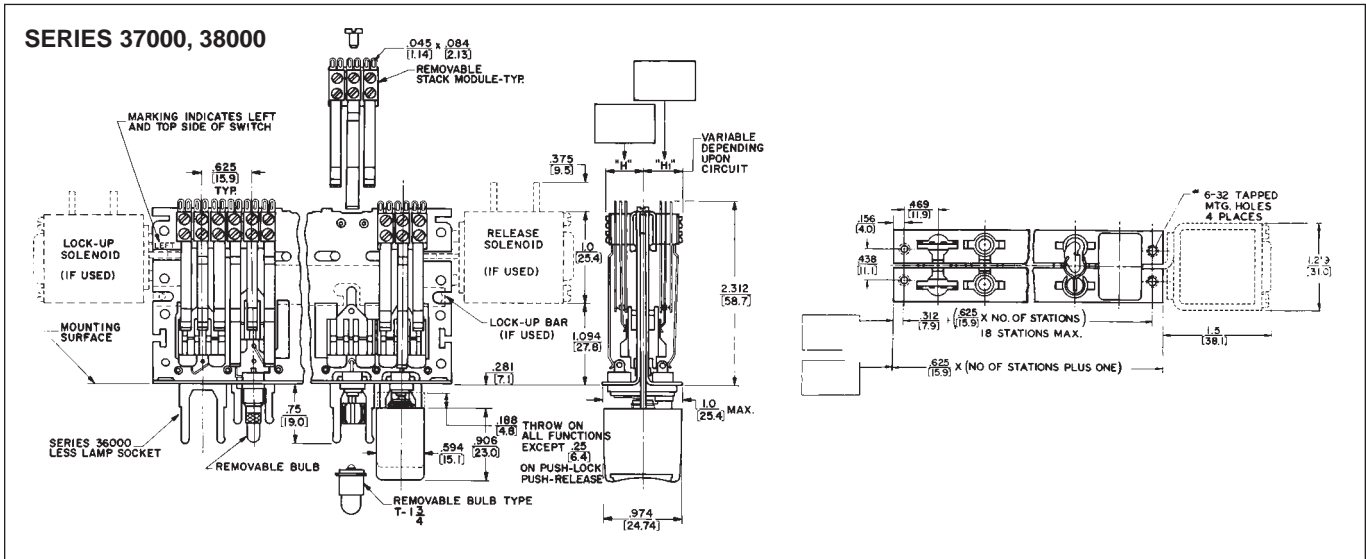 SERIES 37000, 38000
.045 x .084
[1.14] [2.13]
REMOVABLE
STACK MODULE-TYP.
MARKING INDICATES LEFT
AND TOP SIDE OF SWITCH
.625
[15.9]
TYP.
LEFT
LOCK-UP
SOLENOID
(IF USED)
.375
[9.5]
RELEASE
SOLENOID
(IF USED)
1.0
[25.4]
LOCK-UP BAR
(IF USED)
1.094
[27.8]
MOUNTING
SURFACE
.281
[7.1]
.75
[19.0]
SERIES 36000
LESS LAMP SOCKET
REMOVABLE BULB
.188
[4.8]
THROW ON
ALL FUNCTIONS
EXCEPT .25
[6.4]
ON PUSH-LOCK
PUSH-RELEASE
.906
[23.0]
.594
[15.1]
REMOVABLE BULB TYPE
T-1 3/4
"H" "H1"
VARIABLE
DEPENDING
UPON
CIRCUIT
2.312
[58.7]
1.0 MAX.
[25.4]
.974
[24.74]
.469
[11.9]
.156
[4.0]
.438
[11.1]
# 6-32 TAPPED
MTG. HOLES
4 PLACES
1.219
[31.0]
.312
[7.9]
+ (.625 X NO. OF STATIONS)
[15.9]
18 STATIONS MAX.
1.5
[38.1]
.625 X (NO OF STATIONS PLUS ONE)
[15.9]